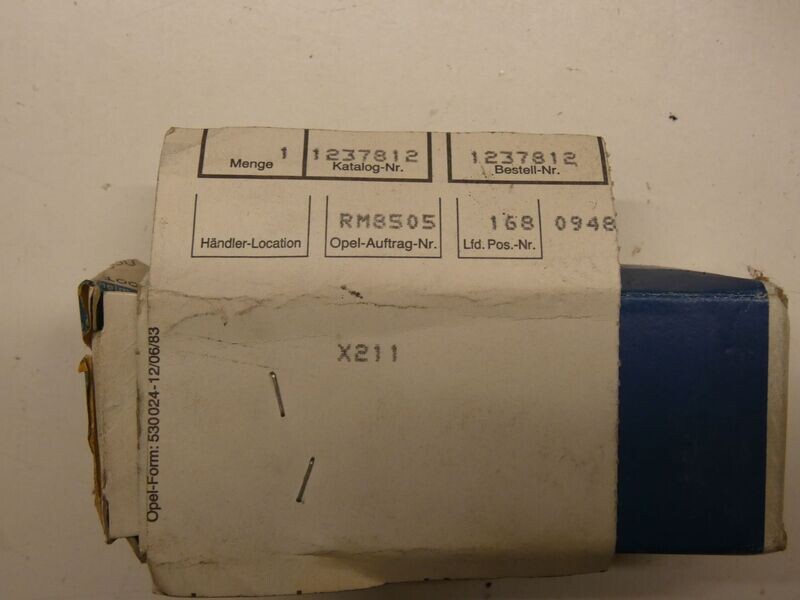 1 1237812 1237812
Menge Katalog-Nr. Bestell-Nr.
RM8505 168 0948
Händler-Location Opel-Auftrag-Nr. Lfd. Pos.-Nr.
X211
Opel-Form: 530024-12/06/83